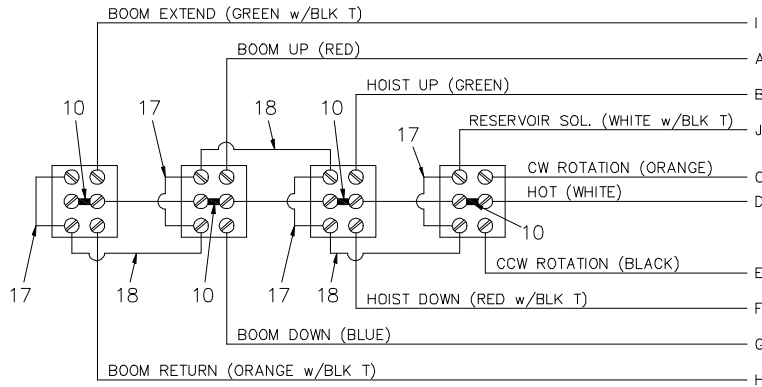 BOOM EXTEND (GREEN w/BLK T) I
BOOM UP (RED) A
HOIST UP (GREEN) B
RESERVOIR SOL. (WHITE w/BLK T) J
CW ROTATION (ORANGE) C
HOT (WHITE) D
10
17
18
10
17
17
18
10
17
18
10
CCW ROTATION (BLACK) E
HOIST DOWN (RED w/BLK T) F
BOOM DOWN (BLUE) G
BOOM RETURN (ORANGE w/BLK T) H